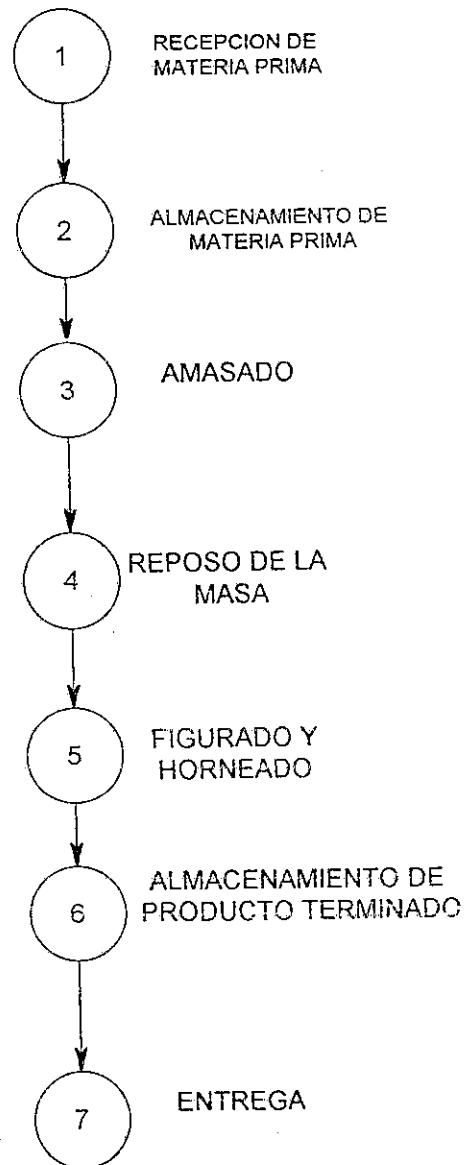 1
RECEPCION DE
MATERIA PRIMA
2
ALMACENAMIENTO DE
MATERIA PRIMA
3
AMASADO
4
REPOSO DE LA
MASA
5
FIGURADO Y
HORNEADO
6
ALMACENAMIENTO DE
PRODUCTO TERMINADO
7
ENTREGA